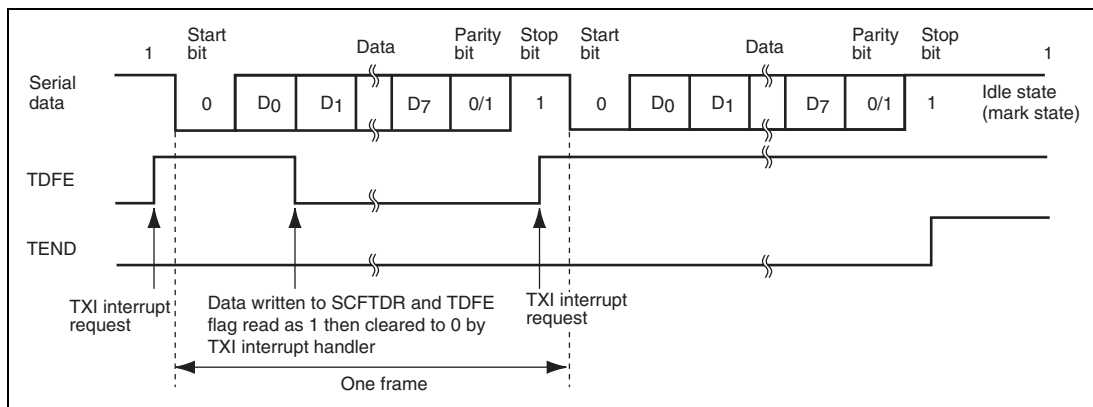 Start
bit
Data
Parity
bit
Stop
bit
Start
bit
Data
Parity
bit
Stop
bit
1
1
Serial
data
0
D0
D1
D7
0/1
1
0
D0
D1
D7
0/1
1
Idle state
(mark state)
TDFE
TEND
TXI interrupt
request
Data written to SCFTDR and TDFE
flag read as 1 then cleared to 0 by
TXI interrupt handler
TXI interrupt
request
One frame